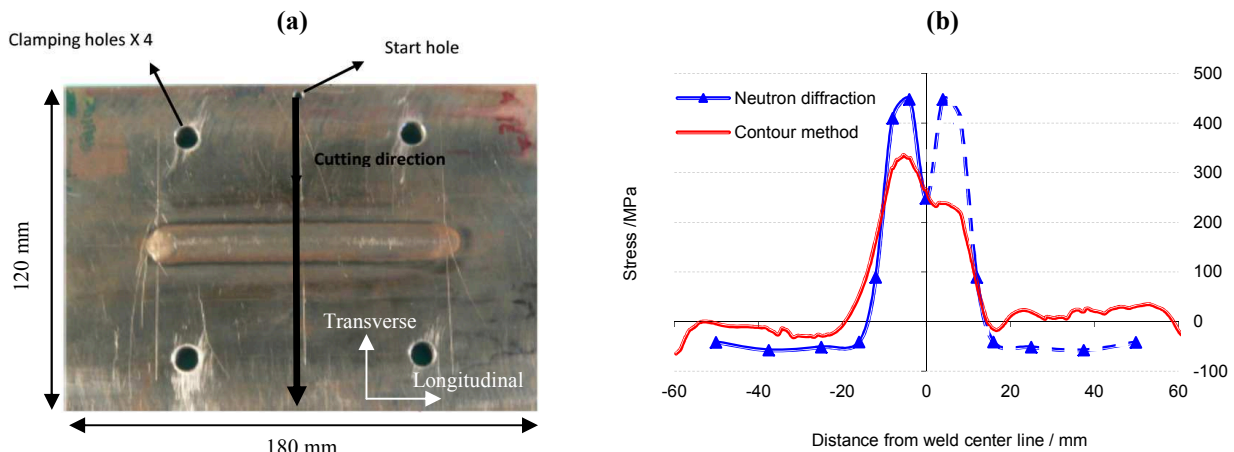 (a)
Clamping holes X 4
Start hole
Cutting direction
120 mm
Transverse
Longitudinal
180 mm
(b)
Neutron diffraction
Contour method
500
400
300
200
100
0
-100
Stress /MPa
-60
-40
-20
0
20
40
60
Distance from weld center line / mm